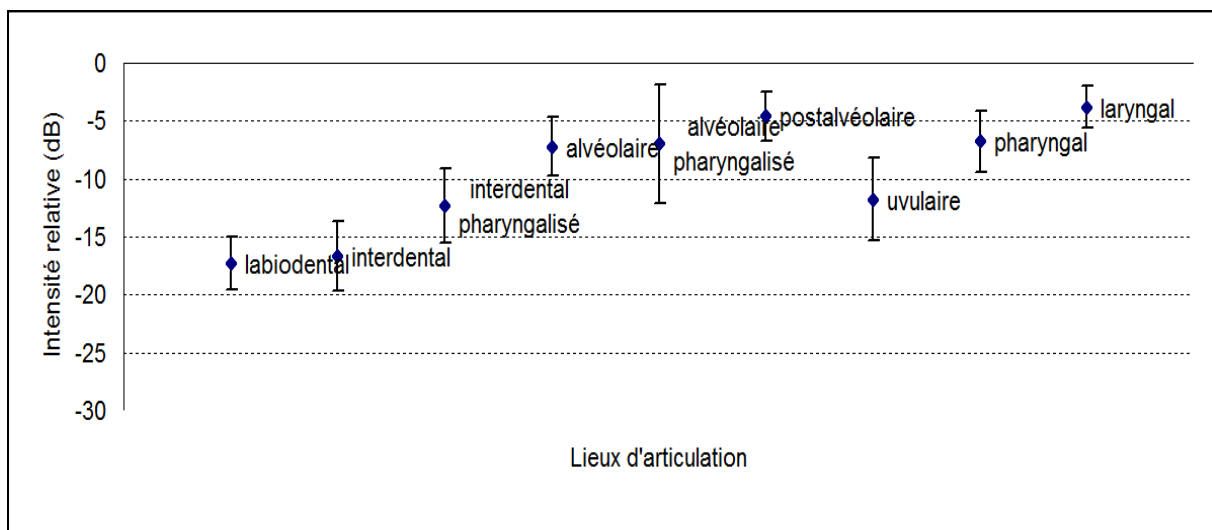 Intensité relative (dB)
0
-5
-10
-15
-20
-25
-30
labiodental
interdental
interdental
pharyngalisé
alvéolaire
alvéolaire
pharyngalisé
postalvéolaire
uvulaire
pharyngal
laryngal
Lieux d'articulation